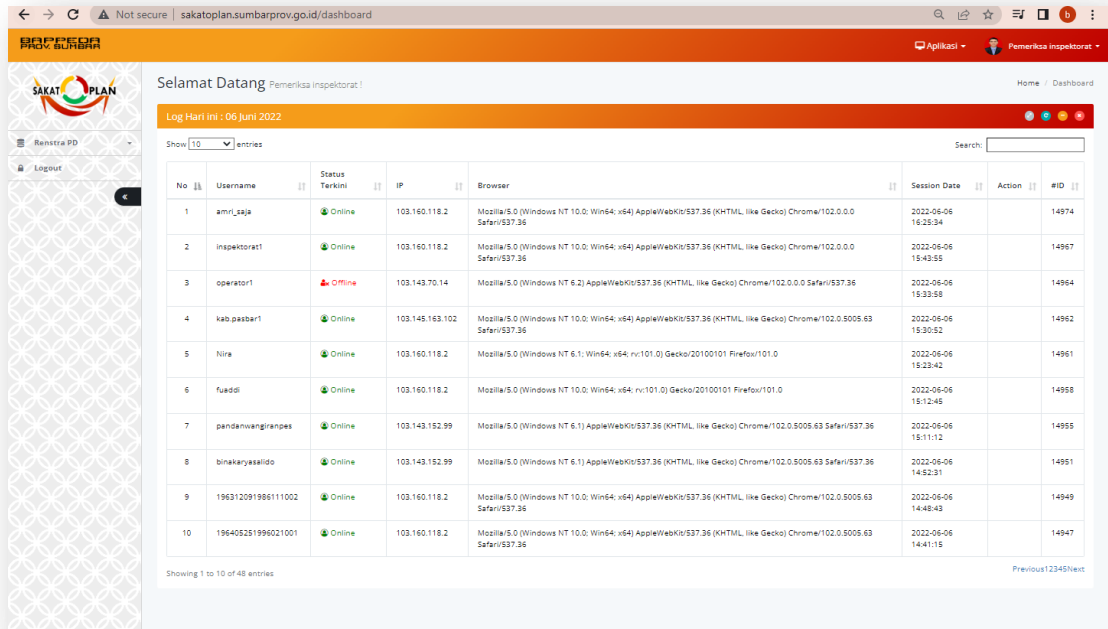 Not secure | sakatoplan.sumbarprov.go.id/dashboard
b
BAPPEDA
PROV. SUMBAR
Aplikasi
Pemeriksa inspektorat
SAKATO PLAN
Selamat Datang Pemeriksa inspektorat !
Home / Dashboard
Renstra PD
Logout
Log Hari ini : 06 Juni 2022
Show 10 entries
Search:
No Username Status Terkini IP Browser Session Date Action #ID
1 amri_saja Online 103.160.118.2 Mozilla/5.0 (Windows NT 10.0; Win64; x64) AppleWebKit/537.36 (KHTML, like Gecko) Chrome/102.0.0.0 Safari/537.36 2022-06-06 16:25:34 14974
2 inspektorat1 Online 103.160.118.2 Mozilla/5.0 (Windows NT 10.0; Win64; x64) AppleWebKit/537.36 (KHTML, like Gecko) Chrome/102.0.0.0 Safari/537.36 2022-06-06 15:43:55 14967
3 operator1 Offline 103.143.70.14 Mozilla/5.0 (Windows NT 6.2) AppleWebKit/537.36 (KHTML, like Gecko) Chrome/102.0.0.0 Safari/537.36 2022-06-06 15:33:58 14964
4 kab.pasbar1 Online 103.145.163.102 Mozilla/5.0 (Windows NT 10.0; Win64; x64) AppleWebKit/537.36 (KHTML, like Gecko) Chrome/102.0.5005.63 Safari/537.36 2022-06-06 15:30:52 14962
5 Nira Online 103.160.118.2 Mozilla/5.0 (Windows NT 6.1; Win64; x64; rv:101.0) Gecko/20100101 Firefox/101.0 2022-06-06 15:23:42 14961
6 fuaddi Online 103.160.118.2 Mozilla/5.0 (Windows NT 10.0; Win64; x64; rv:101.0) Gecko/20100101 Firefox/101.0 2022-06-06 15:12:45 14958
7 pandanwangiranpes Online 103.143.152.99 Mozilla/5.0 (Windows NT 6.1) AppleWebKit/537.36 (KHTML, like Gecko) Chrome/102.0.5005.63 Safari/537.36 2022-06-06 15:11:12 14955
8 binakaryasalido Online 103.143.152.99 Mozilla/5.0 (Windows NT 6.1) AppleWebKit/537.36 (KHTML, like Gecko) Chrome/102.0.5005.63 Safari/537.36 2022-06-06 14:52:31 14951
9 196312091986111002 Online 103.160.118.2 Mozilla/5.0 (Windows NT 10.0; Win64; x64) AppleWebKit/537.36 (KHTML, like Gecko) Chrome/102.0.5005.63 Safari/537.36 2022-06-06 14:48:43 14949
10 196405251996021001 Online 103.160.118.2 Mozilla/5.0 (Windows NT 10.0; Win64; x64) AppleWebKit/537.36 (KHTML, like Gecko) Chrome/102.0.5005.63 Safari/537.36 2022-06-06 14:41:15 14947
Showing 1 to 10 of 48 entries
Previous12345Next